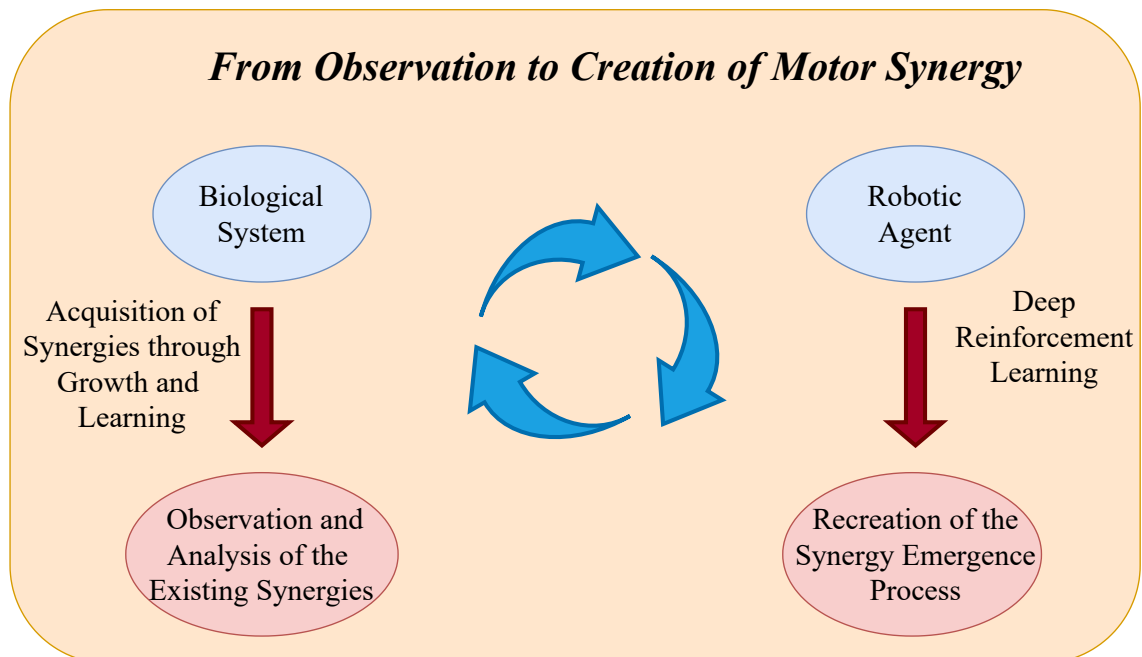 From Observation to Creation of Motor Synergy
Biological
System
Robotic
Agent
Acquisition of
Synergies through
Growth and
Learning
Deep
Reinforcement
Learning
Observation and
Analysis of the
Existing Synergies
Recreation of the
Synergy Emergence
Process